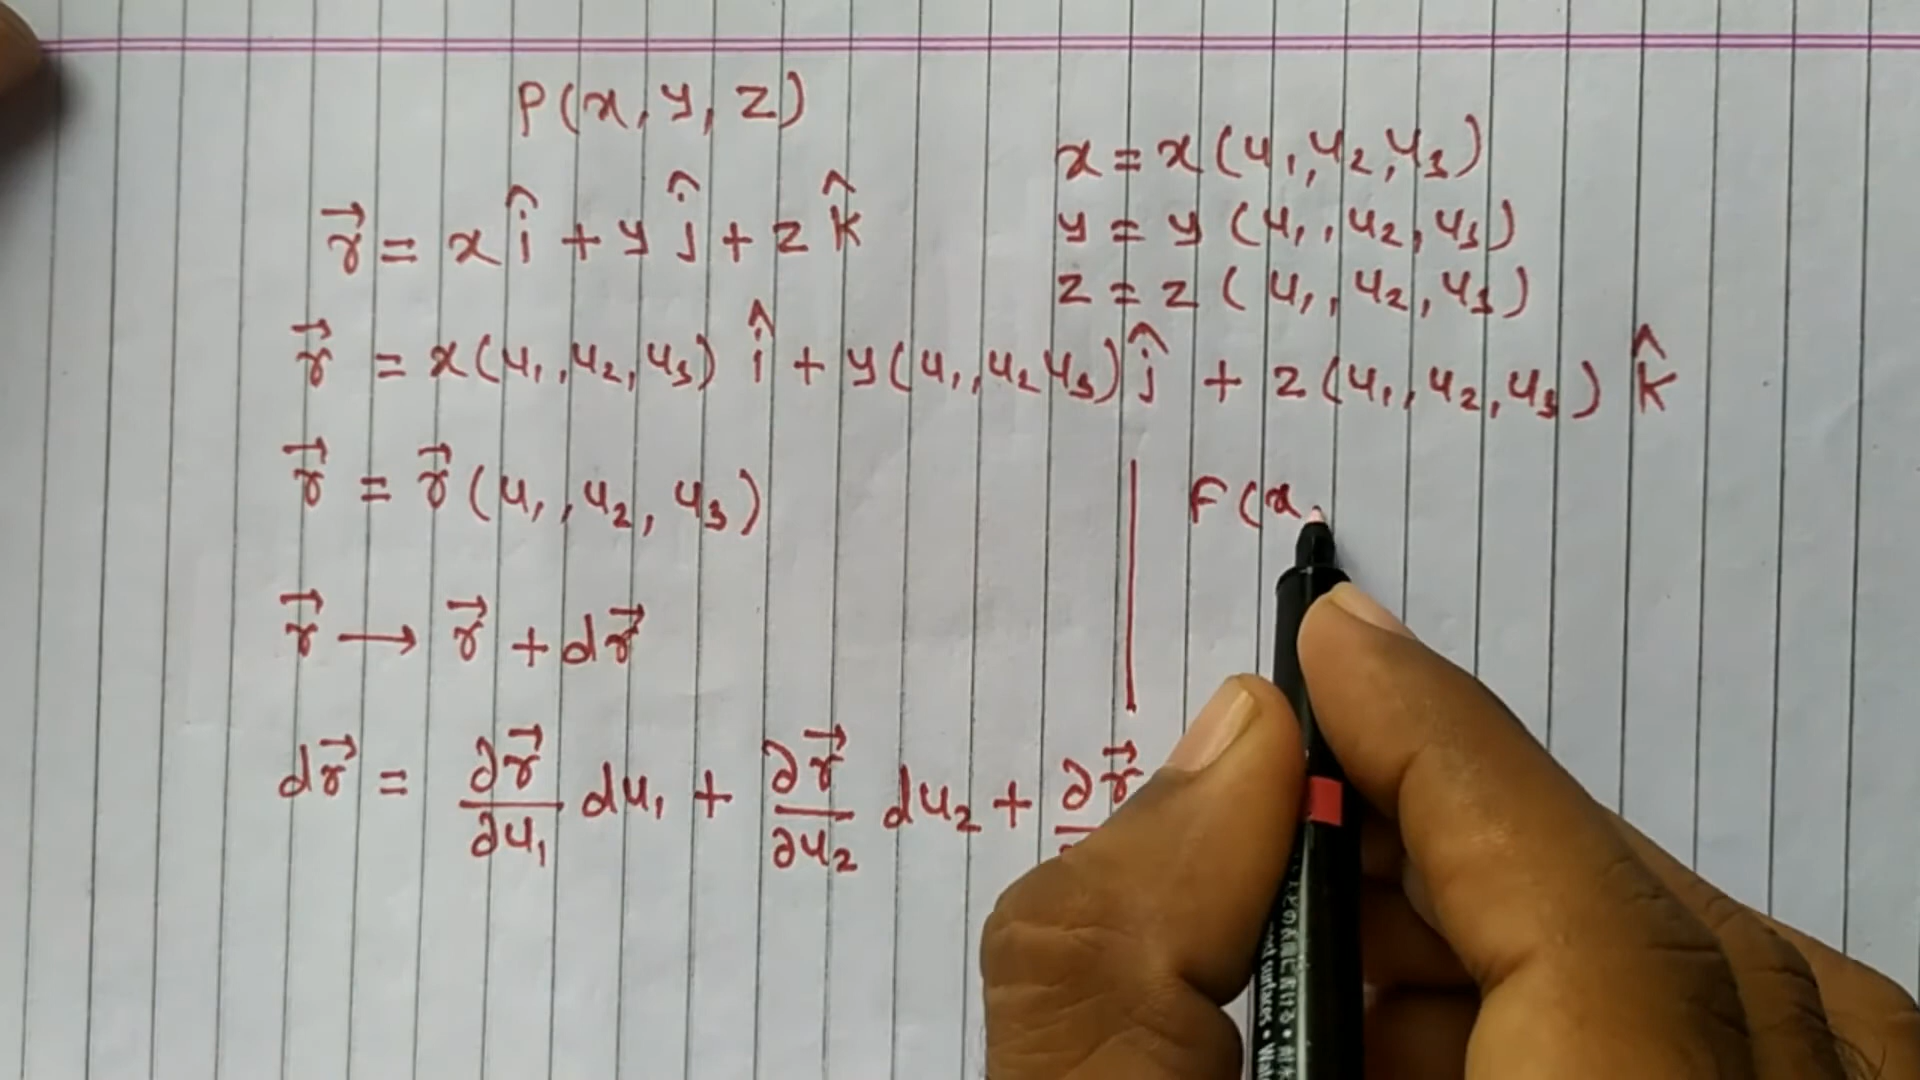 P(x, y, z)
x = x(u₁, u₂, u₃)
y = y(u₁, u₂, u₃)
z = z(u₁, u₂, u₃)
r⃗ = x î + y ĵ + z k̂
r⃗ = x(u₁, u₂, u₃) î + y(u₁, u₂ u₃) ĵ + z(u₁, u₂, u₃) k̂
r⃗ = r⃗(u₁, u₂, u₃)
F(x,
r⃗ → r⃗ + dr⃗
dr⃗ = ∂r⃗/∂u₁ du₁ + ∂r⃗/∂u₂ du₂ + ∂r⃗